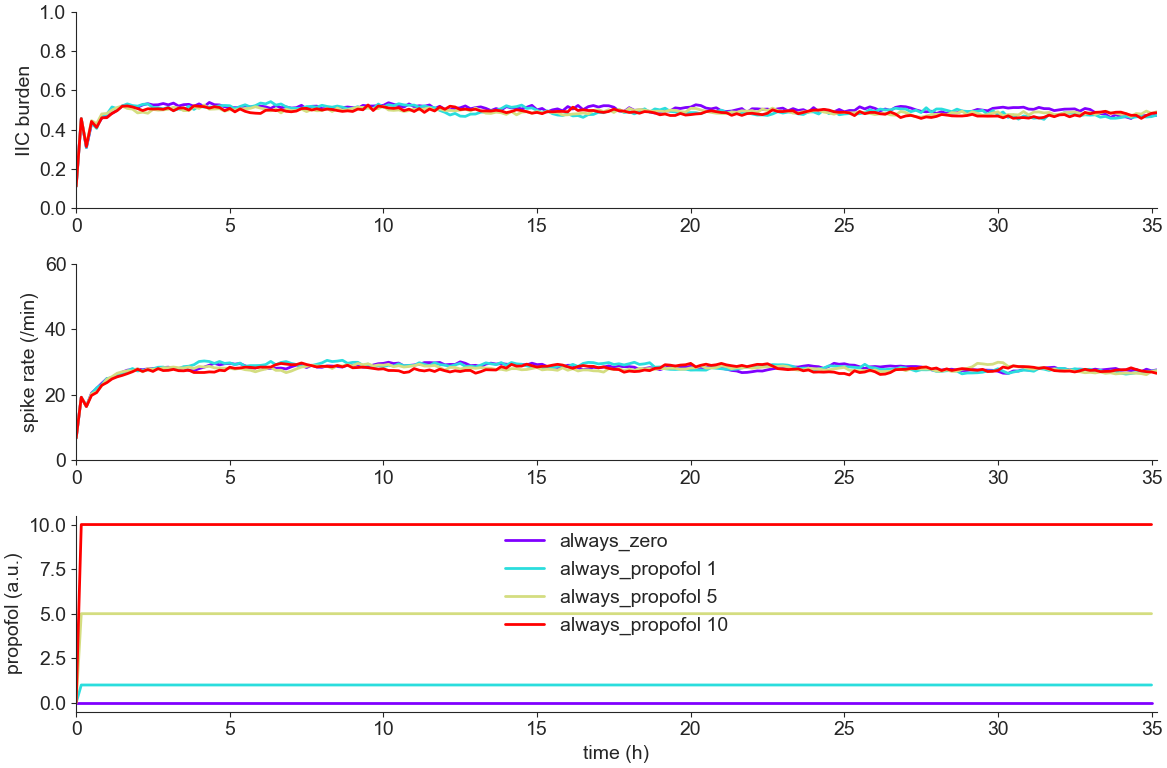 1.0
0.8
0.6
0.4
0.2
0.0
IIC burden
0 5 10 15 20 25 30 35
60
40
20
0
spike rate (/min)
0 5 10 15 20 25 30 35
10.0
7.5
5.0
2.5
0.0
propofol (a.u.)
always_zero
always_propofol 1
always_propofol 5
always_propofol 10
0 5 10 15 20 25 30 35
time (h)